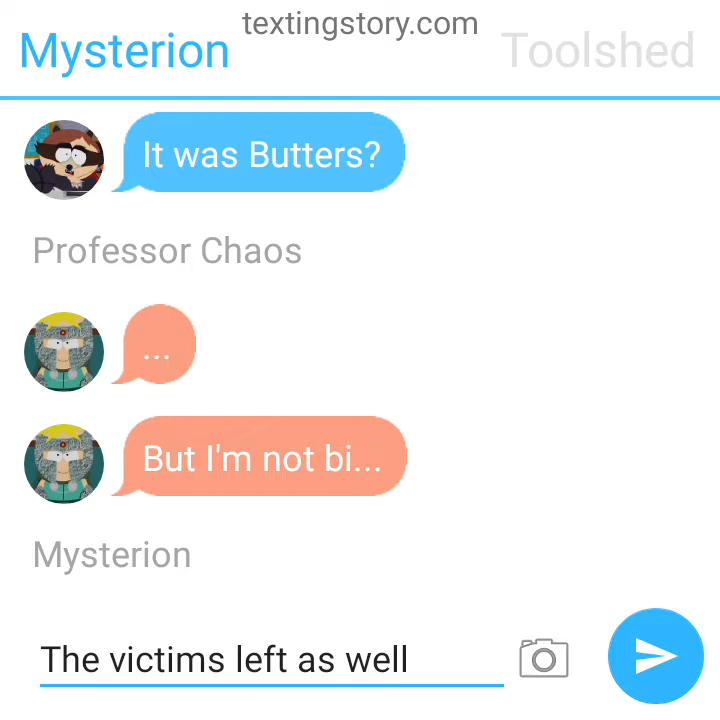 textingstory.com
Mysterion Toolshed
It was Butters?
Professor Chaos
...
But I'm not bi...
Mysterion
The victims left as well